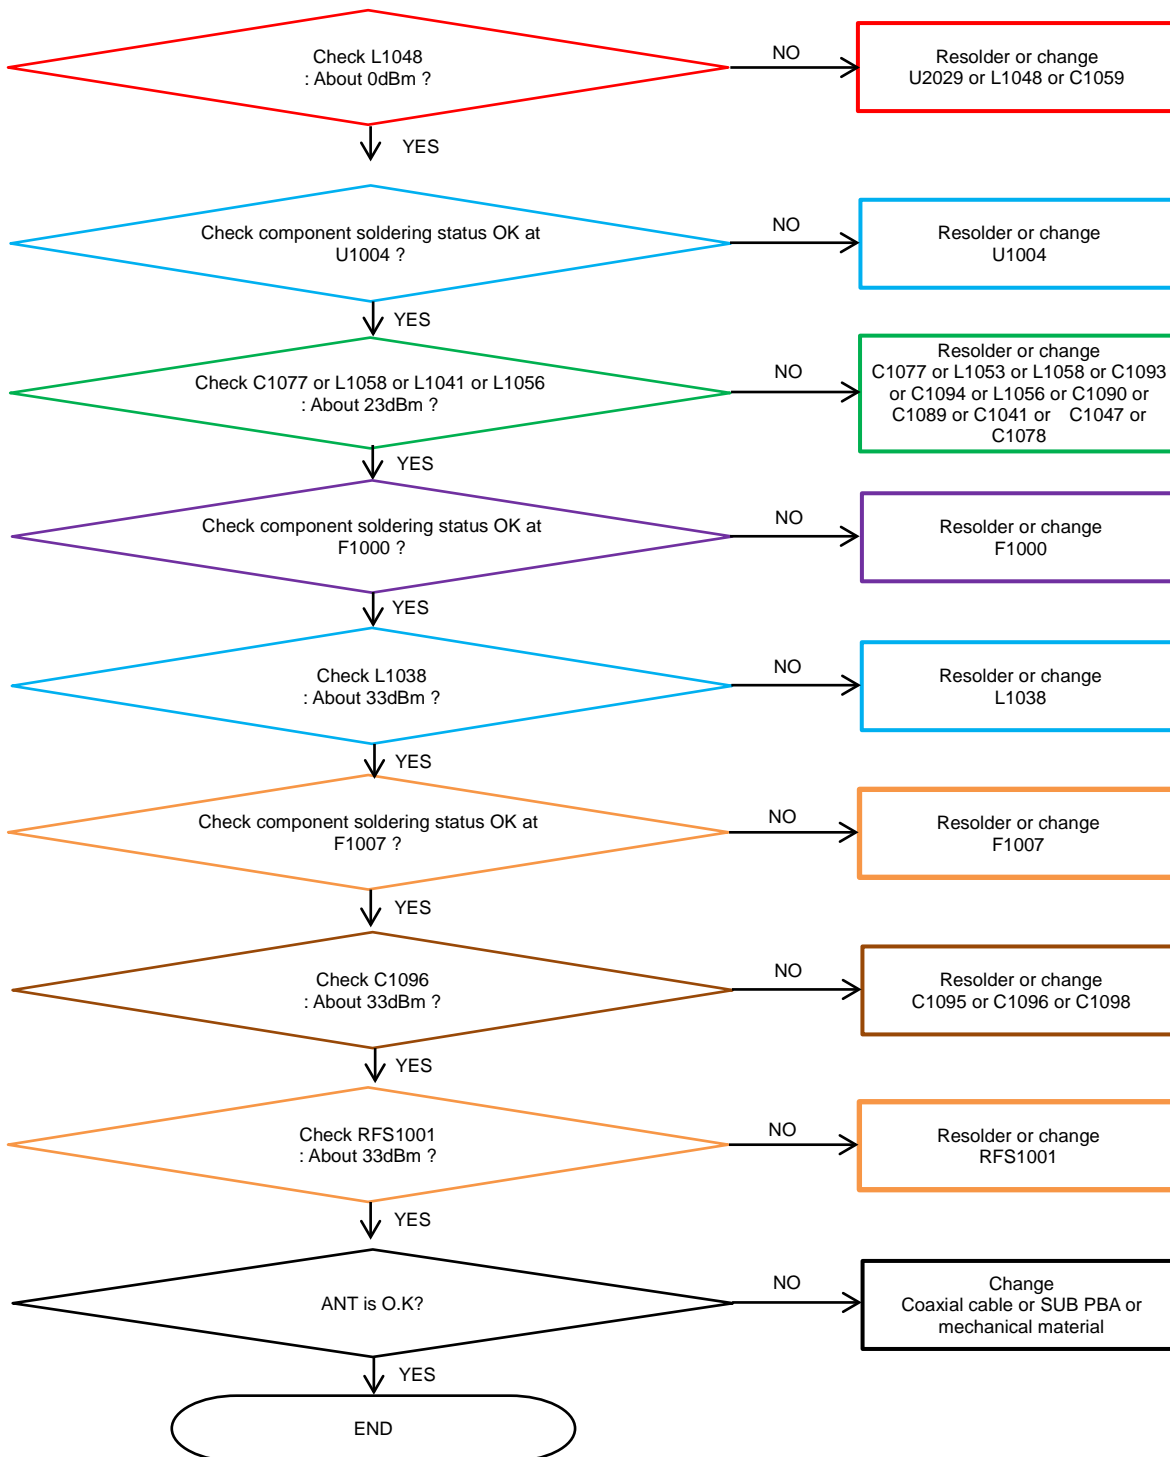 Check L1048
: About 0dBm ?
NO
Resolder or change
U2029 or L1048 or C1059
YES
Check component soldering status OK at
U1004 ?
NO
Resolder or change
U1004
YES
Check C1077 or L1058 or L1041 or L1056
: About 23dBm ?
NO
Resolder or change
C1077 or L1053 or L1058 or C1093
or C1094 or L1056 or C1090 or
C1089 or C1041 or C1047 or
C1078
YES
Check component soldering status OK at
F1000 ?
NO
Resolder or change
F1000
YES
Check L1038
: About 33dBm ?
NO
Resolder or change
L1038
YES
Check component soldering status OK at
F1007 ?
NO
Resolder or change
F1007
YES
Check C1096
: About 33dBm ?
NO
Resolder or change
C1095 or C1096 or C1098
YES
Check RFS1001
: About 33dBm ?
NO
Resolder or change
RFS1001
YES
ANT is O.K?
NO
Change
Coaxial cable or SUB PBA or
mechanical material
YES
END